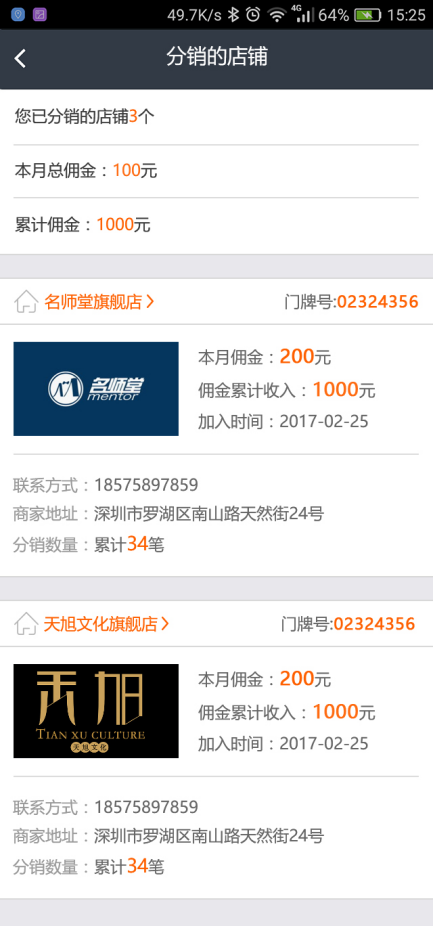 49.7K/s 4G 64% 15:25
分销的店铺
您已分销的店铺3个
本月总佣金：100元
累计佣金：1000元
名师堂旗舰店 门牌号:02324356
名师堂
mentor
本月佣金：200元
佣金累计收入：1000元
加入时间：2017-02-25
联系方式：18575897859
商家地址：深圳市罗湖区南山路天然街24号
分销数量：累计34笔
天旭文化旗舰店 门牌号:02324356
天旭
TIAN XU CULTURE
天旭文化
本月佣金：200元
佣金累计收入：1000元
加入时间：2017-02-25
联系方式：18575897859
商家地址：深圳市罗湖区南山路天然街24号
分销数量：累计34笔